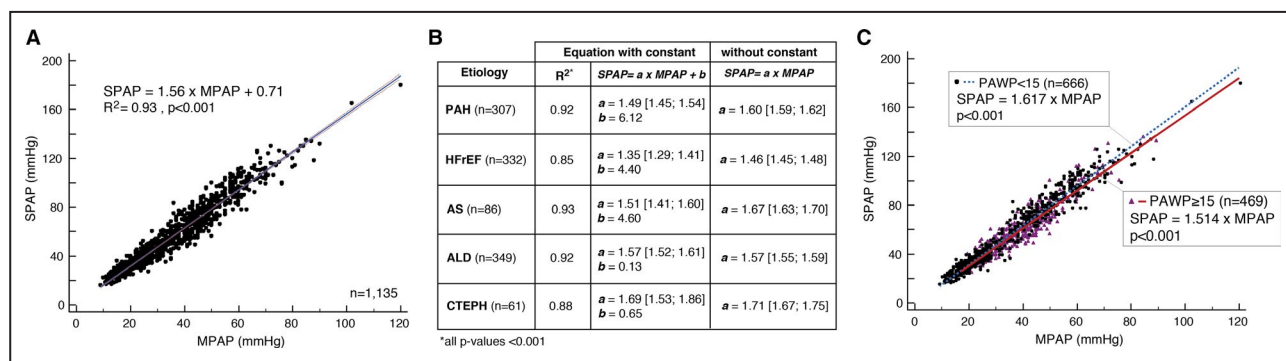 A
SPAP (mmHg)
200
160
120
80
40
0
SPAP = 1.56 x MPAP + 0.71
R2= 0.93 , p<0.001
n=1,135
0 20 40 60 80 100 120
MPAP (mmHg)
B
Equation with constant without constant
Etiology R2* SPAP= a x MPAP + b SPAP= a x MPAP
PAH (n=307) 0.92 a = 1.49 [1.45; 1.54] a = 1.60 [1.59; 1.62]
b = 6.12
HFrEF (n=332) 0.85 a = 1.35 [1.29; 1.41] a = 1.46 [1.45; 1.48]
b = 4.40
AS (n=86) 0.93 a = 1.51 [1.41; 1.60] a = 1.67 [1.63; 1.70]
b = 4.60
ALD (n=349) 0.92 a = 1.57 [1.52; 1.61] a = 1.57 [1.55; 1.59]
b = 0.13
CTEPH (n=61) 0.88 a = 1.69 [1.53; 1.86] a = 1.71 [1.67; 1.75]
b = 0.65
*all p-values <0.001
C
SPAP (mmHg)
200
160
120
80
40
0
PAWP<15 (n=666)
SPAP = 1.617 x MPAP
p<0.001
PAWP≥15 (n=469)
SPAP = 1.514 x MPAP
p<0.001
0 20 40 60 80 100 120
MPAP (mmHg)